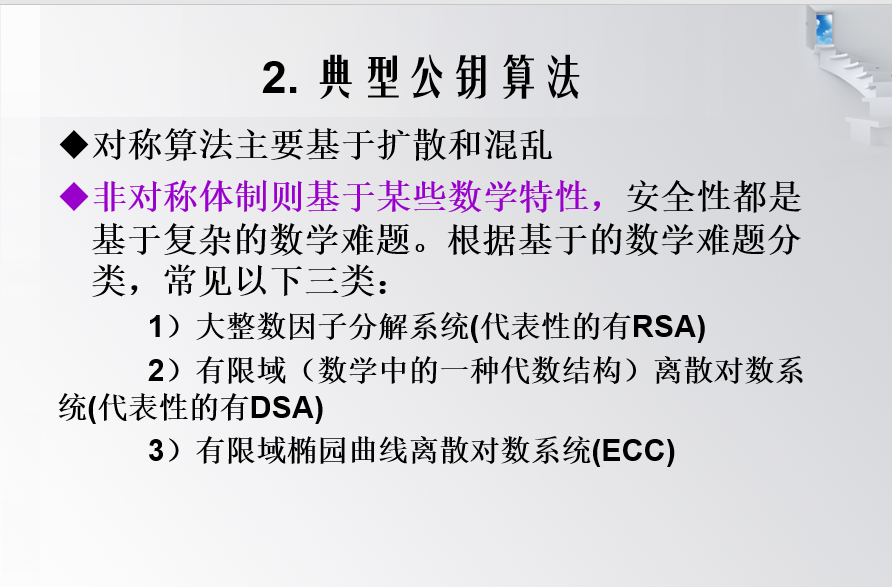 2. 典型公钥算法
◆对称算法主要基于扩散和混乱
◆非对称体制则基于某些数学特性，安全性都是
基于复杂的数学难题。根据基于的数学难题分
类，常见以下三类：
1）大整数因子分解系统(代表性的有RSA)
2）有限域（数学中的一种代数结构）离散对数系
统(代表性的有DSA)
3）有限域椭园曲线离散对数系统(ECC)